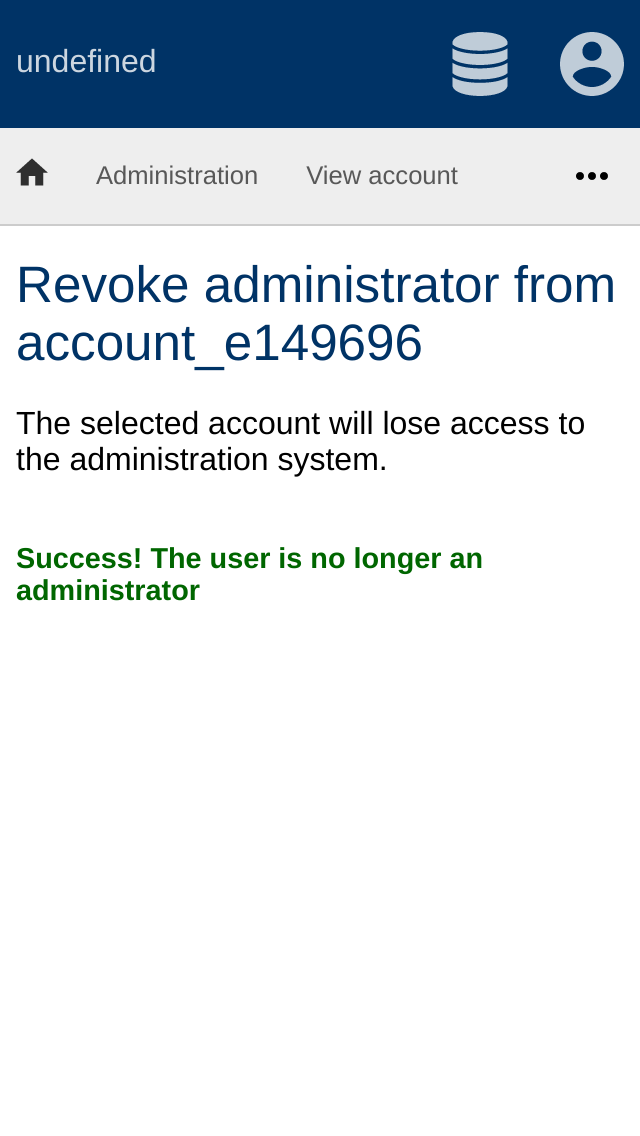 undefined
Administration View account
Revoke administrator from
account_e149696
The selected account will lose access to
the administration system.
Success! The user is no longer an
administrator